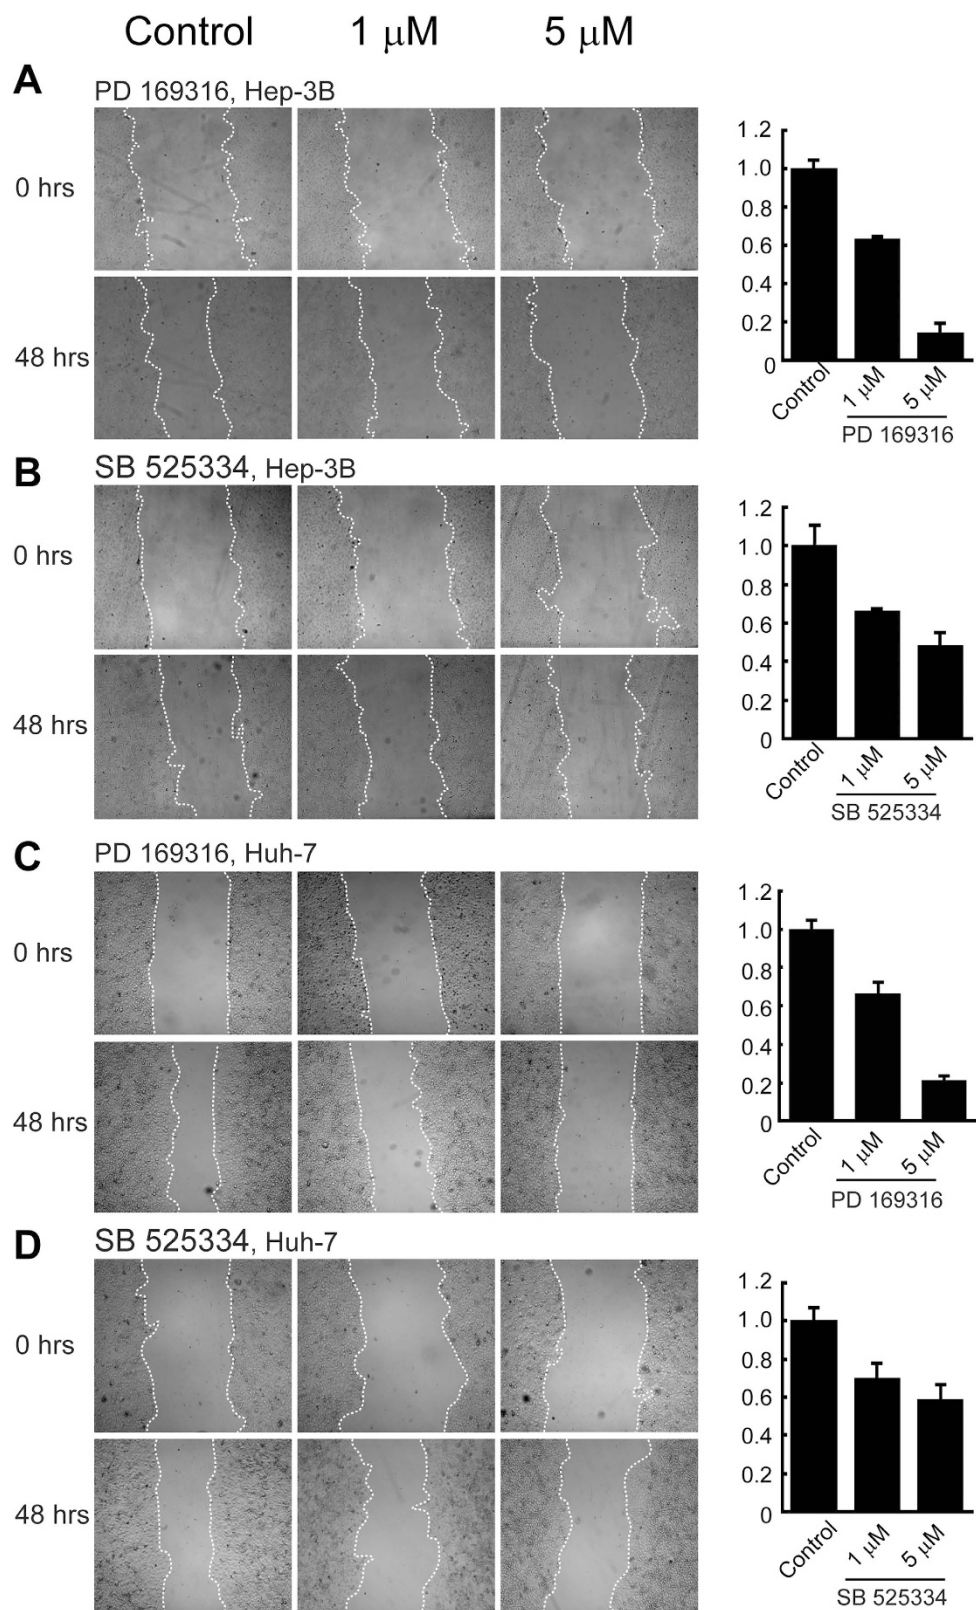 Control 1 μM 5 μM
A
PD 169316, Hep-3B
0 hrs
48 hrs
1.2
1.0
0.8
0.6
0.4
0.2
0
Control
1 μM
5 μM
PD 169316
B
SB 525334, Hep-3B
0 hrs
48 hrs
1.2
1.0
0.8
0.6
0.4
0.2
0
Control
1 μM
5 μM
SB 525334
C
PD 169316, Huh-7
0 hrs
48 hrs
1.2
1.0
0.8
0.6
0.4
0.2
0
Control
1 μM
5 μM
PD 169316
D
SB 525334, Huh-7
0 hrs
48 hrs
1.2
1.0
0.8
0.6
0.4
0.2
0
Control
1 μM
5 μM
SB 525334